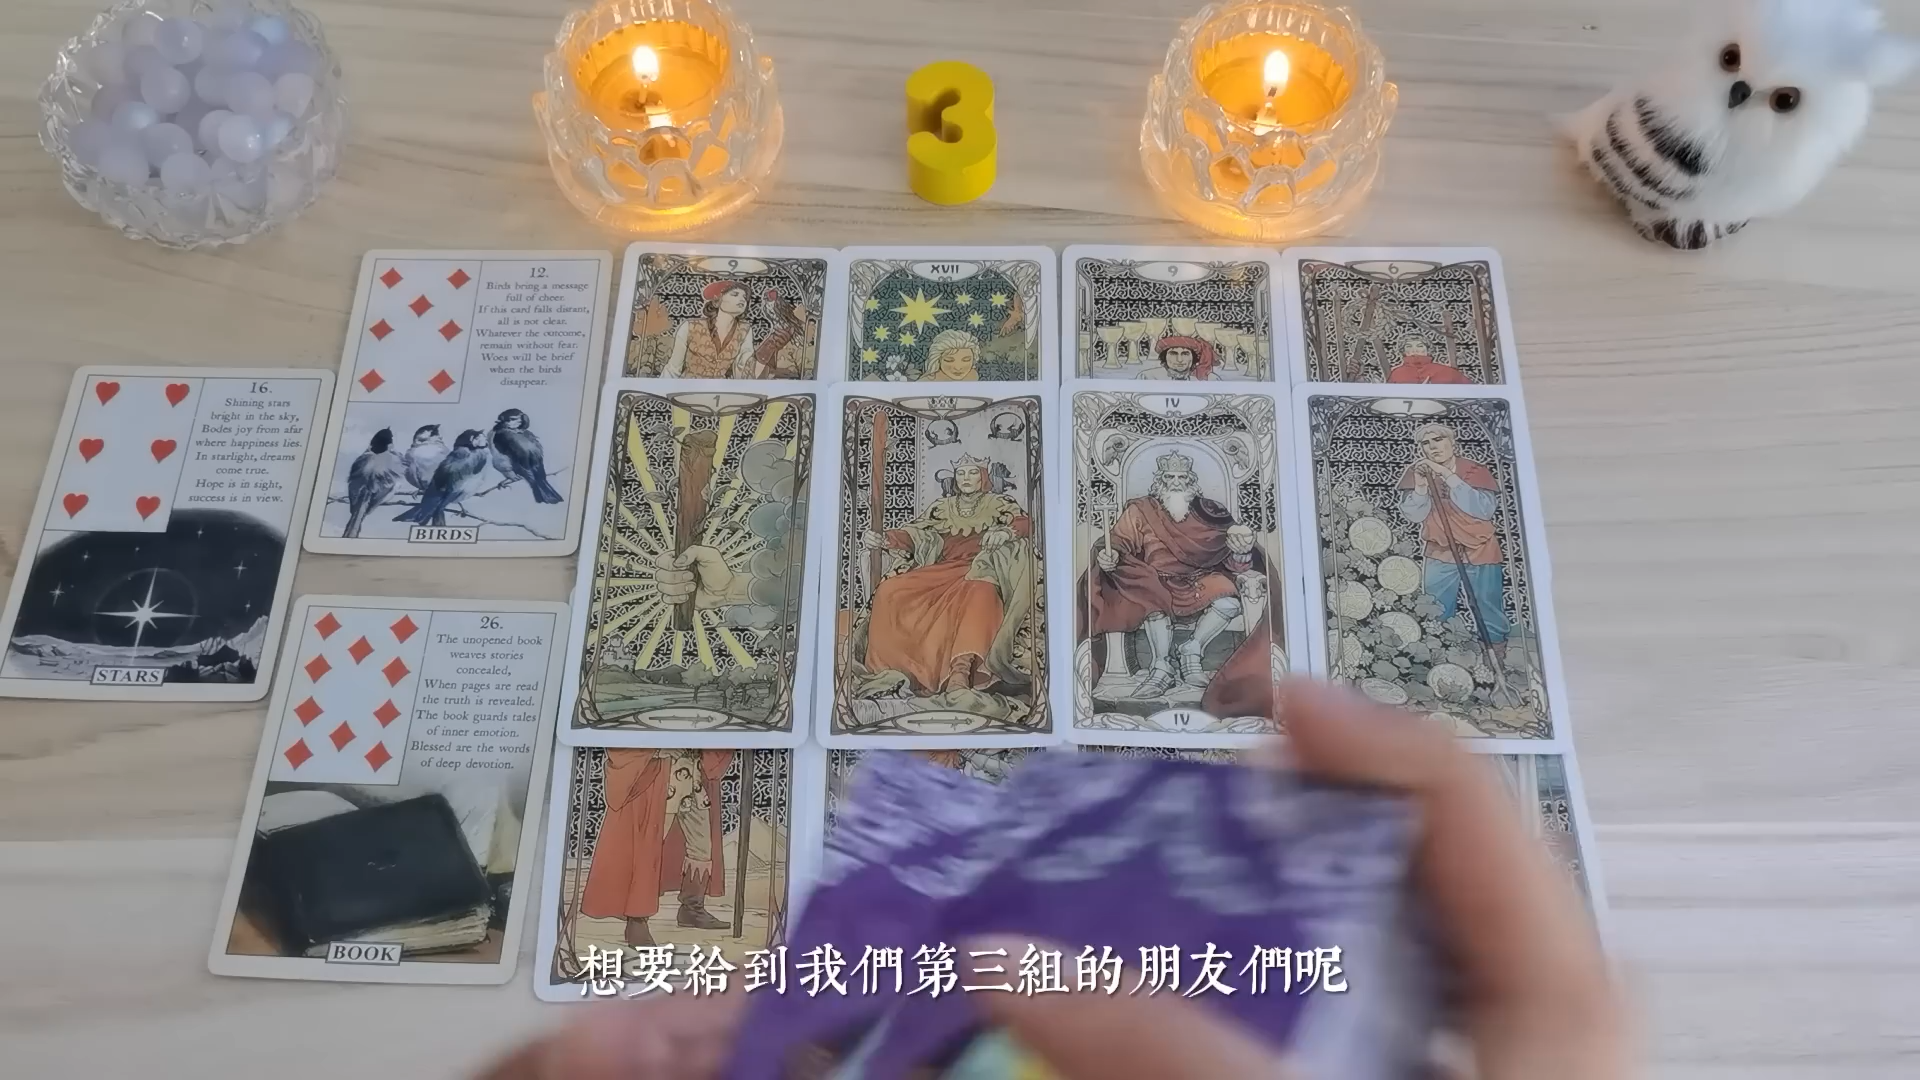 12.
Birds bring a message
full of cheer.
If this card falls distant,
all is not clear.
Whatever the outcome,
remain without fear.
Woes will be brief
when the birds
disappear.
BIRDS
16.
Shining stars
bright in the sky,
Bodes joy from afar
where happiness lies.
In starlight, dreams
come true.
Hope is in sight,
success is in view.
STARS
26.
The unopened book
weaves stories
concealed,
When pages are read
the truth is revealed.
The book guards tales
of inner emotion.
Blessed are the words
of deep devotion.
BOOK
9
XVII
9
6
1
IV
7
IV
3
想要給到我們第三組的朋友們呢